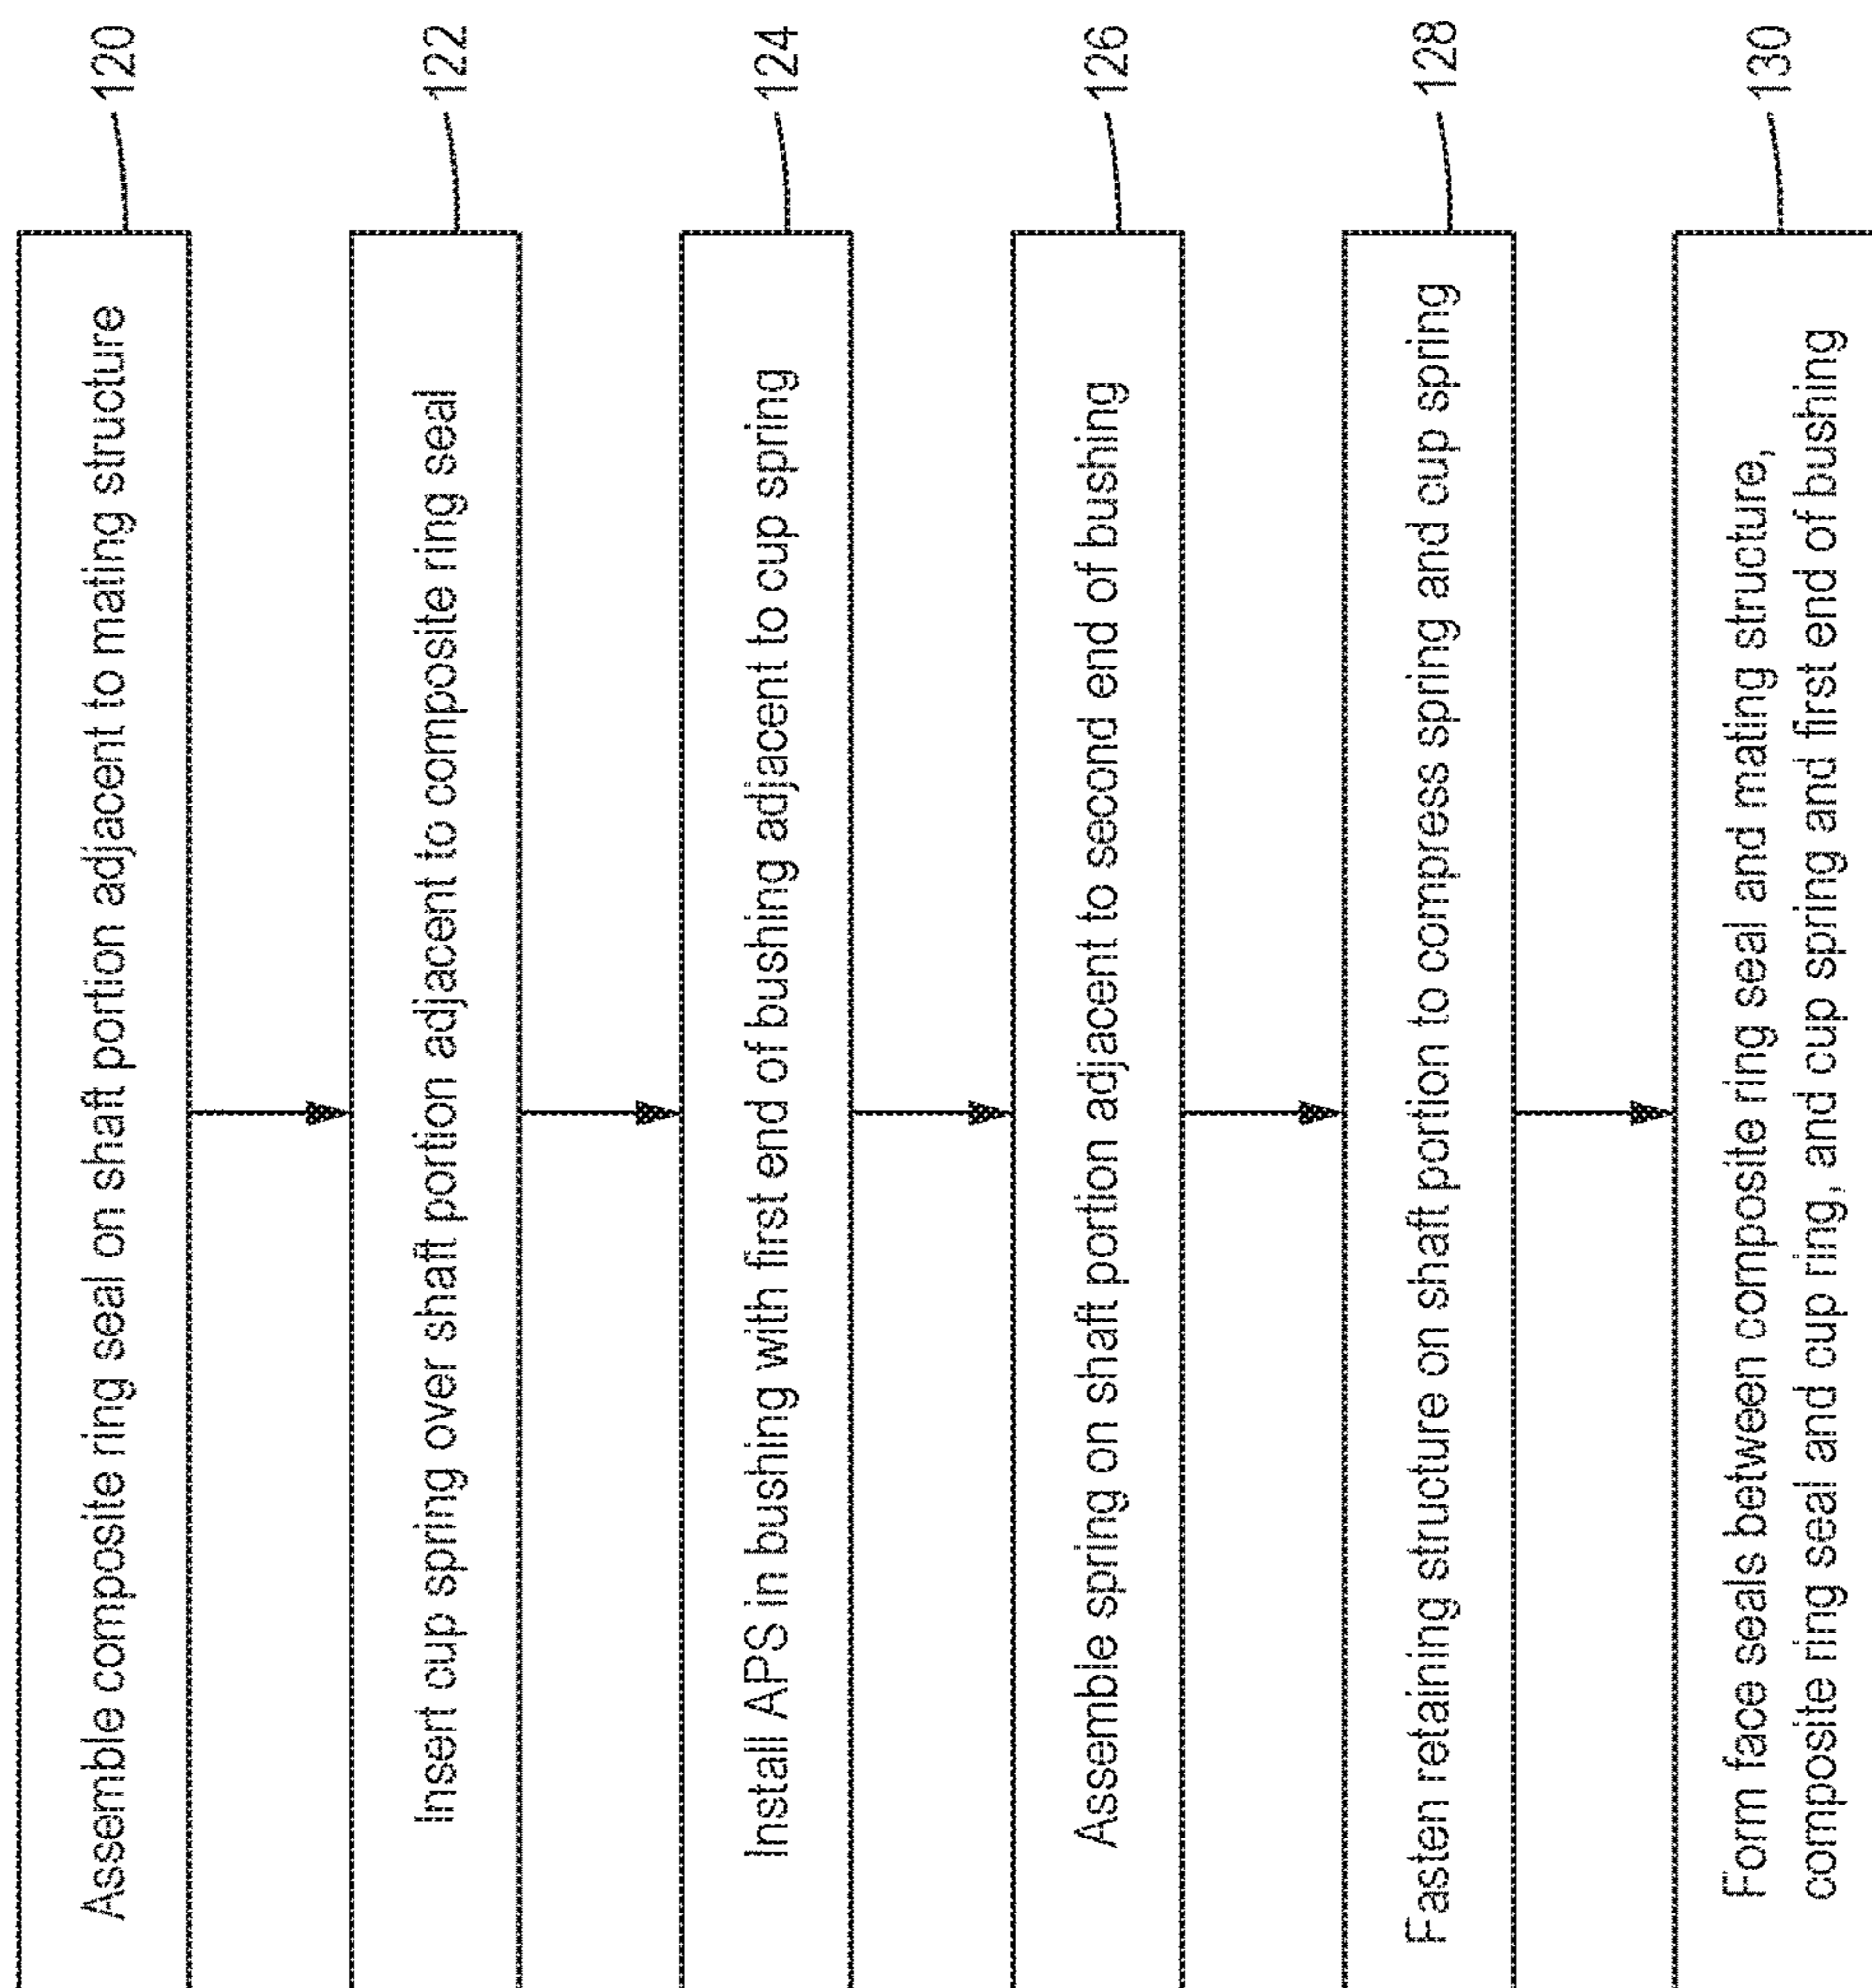 Assemble composite ring seal on shaft portion adjacent to mating structure
120
Insert cup spring over shaft portion adjacent to composite ring seal
122
Install APS in bushing with first end of bushing adjacent to cup spring
124
Assemble spring on shaft portion adjacent to second end of bushing
126
Fasten retaining structure on shaft portion to compress spring and cup spring
128
Form face seals between composite ring seal and mating structure,
composite ring seal and cup ring, and cup spring and first end of bushing
130